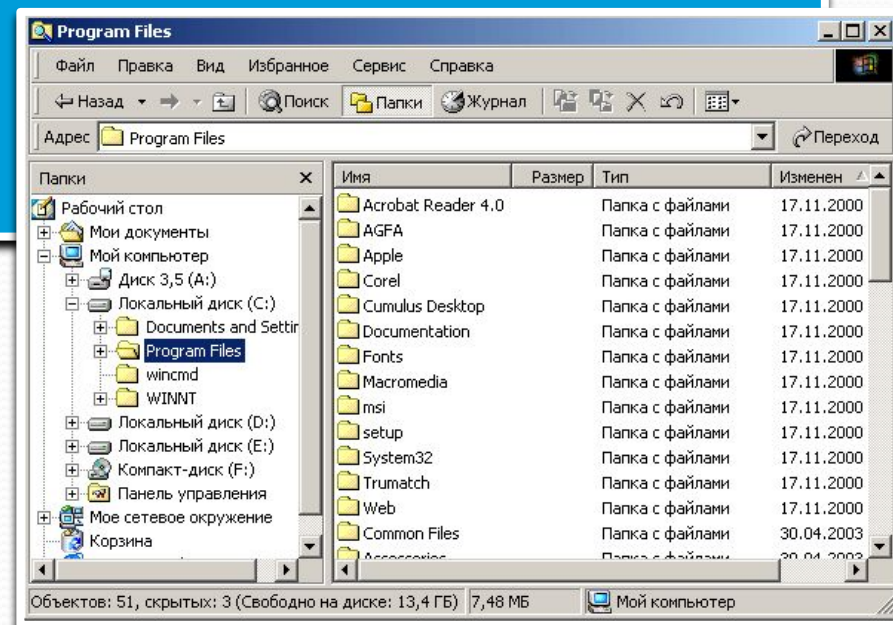 Program Files
Файл Правка Вид Избранное Сервис Справка
Назад Поиск Папки Журнал
Адрес Program Files Переход
Папки
Рабочий стол
Мои документы
Мой компьютер
Диск 3,5 (A:)
Локальный диск (C:)
Documents and Settin
Program Files
wincmd
WINNT
Локальный диск (D:)
Локальный диск (E:)
Компакт-диск (F:)
Панель управления
Мое сетевое окружение
Корзина
Имя Размер Тип Изменен
Acrobat Reader 4.0 Папка с файлами 17.11.2000
AGFA Папка с файлами 17.11.2000
Apple Папка с файлами 17.11.2000
Corel Папка с файлами 17.11.2000
Cumulus Desktop Папка с файлами 17.11.2000
Documentation Папка с файлами 17.11.2000
Fonts Папка с файлами 17.11.2000
Macromedia Папка с файлами 17.11.2000
msi Папка с файлами 17.11.2000
setup Папка с файлами 17.11.2000
System32 Папка с файлами 17.11.2000
Trumatch Папка с файлами 17.11.2000
Web Папка с файлами 17.11.2000
Common Files Папка с файлами 30.04.2003
Accessories Папка с файлами 30.04.2003
Объектов: 51, скрытых: 3 (Свободно на диске: 13,4 ГБ) 7,48 МБ Мой компьютер